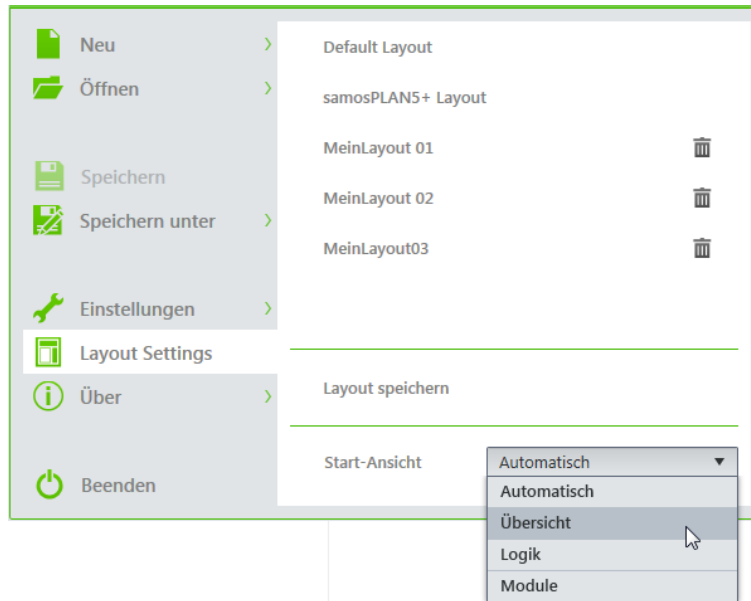 Neu
Öffnen
Speichern
Speichern unter
Einstellungen
Layout Settings
Über
Beenden
Default Layout
samosPLAN5+ Layout
MeinLayout 01
MeinLayout 02
MeinLayout03
Layout speichern
Start-Ansicht
Automatisch
Automatisch
Übersicht
Logik
Module